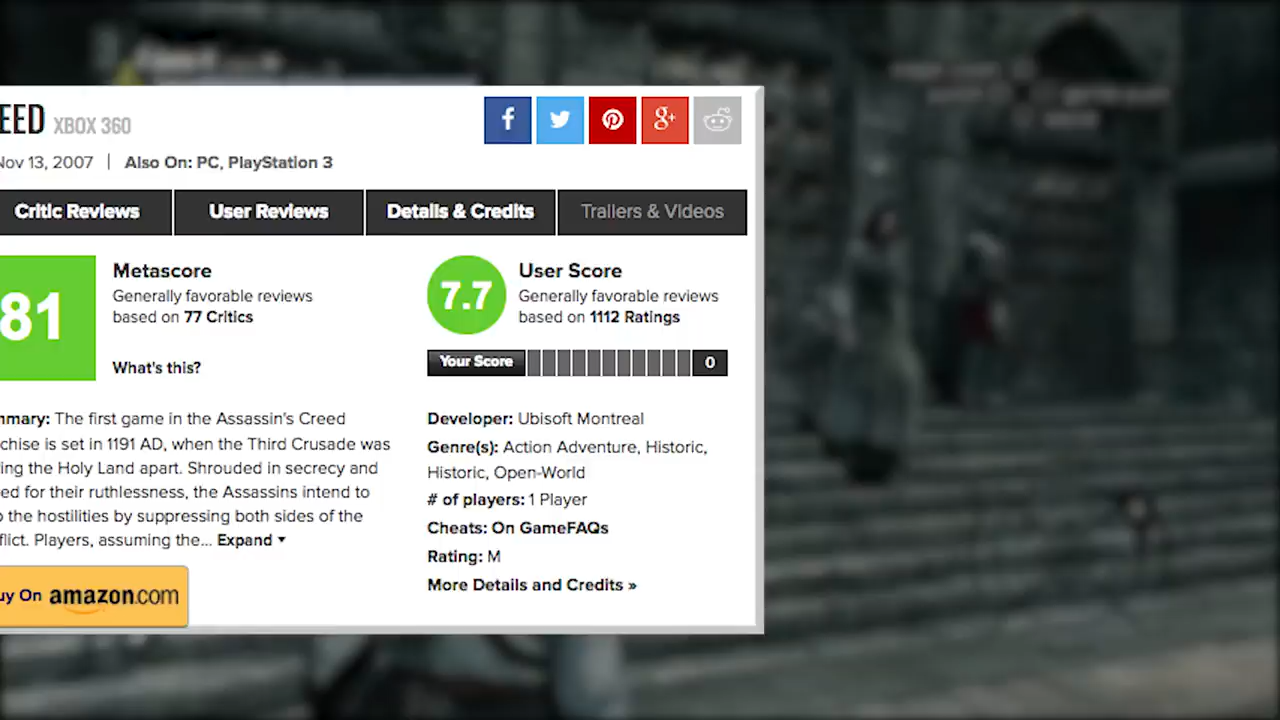 EED XBOX 360
Nov 13, 2007 | Also On: PC, PlayStation 3
Critic Reviews User Reviews Details & Credits Trailers & Videos
81
Metascore
Generally favorable reviews
based on 77 Critics
What's this?
7.7
User Score
Generally favorable reviews
based on 1112 Ratings
Your Score 0
mmary: The first game in the Assassin's Creed
chise is set in 1191 AD, when the Third Crusade was
ing the Holy Land apart. Shrouded in secrecy and
ed for their ruthlessness, the Assassins intend to
p the hostilities by suppressing both sides of the
flict. Players, assuming the... Expand
Developer: Ubisoft Montreal
Genre(s): Action Adventure, Historic,
Historic, Open-World
# of players: 1 Player
Cheats: On GameFAQs
Rating: M
More Details and Credits »
uy On amazon.com